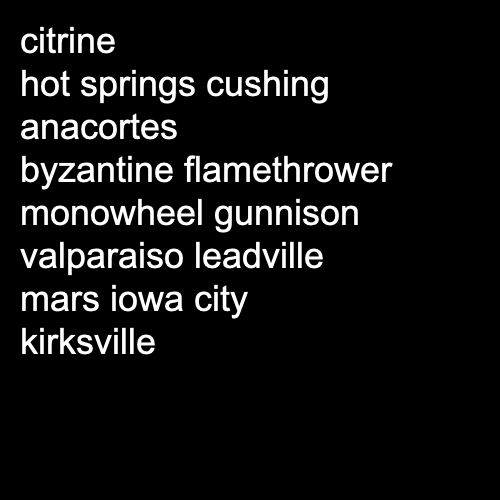 citrine
hot springs cushing
anacortes
byzantine flamethrower
monowheel gunnison
valparaiso leadville
mars iowa city
kirksville